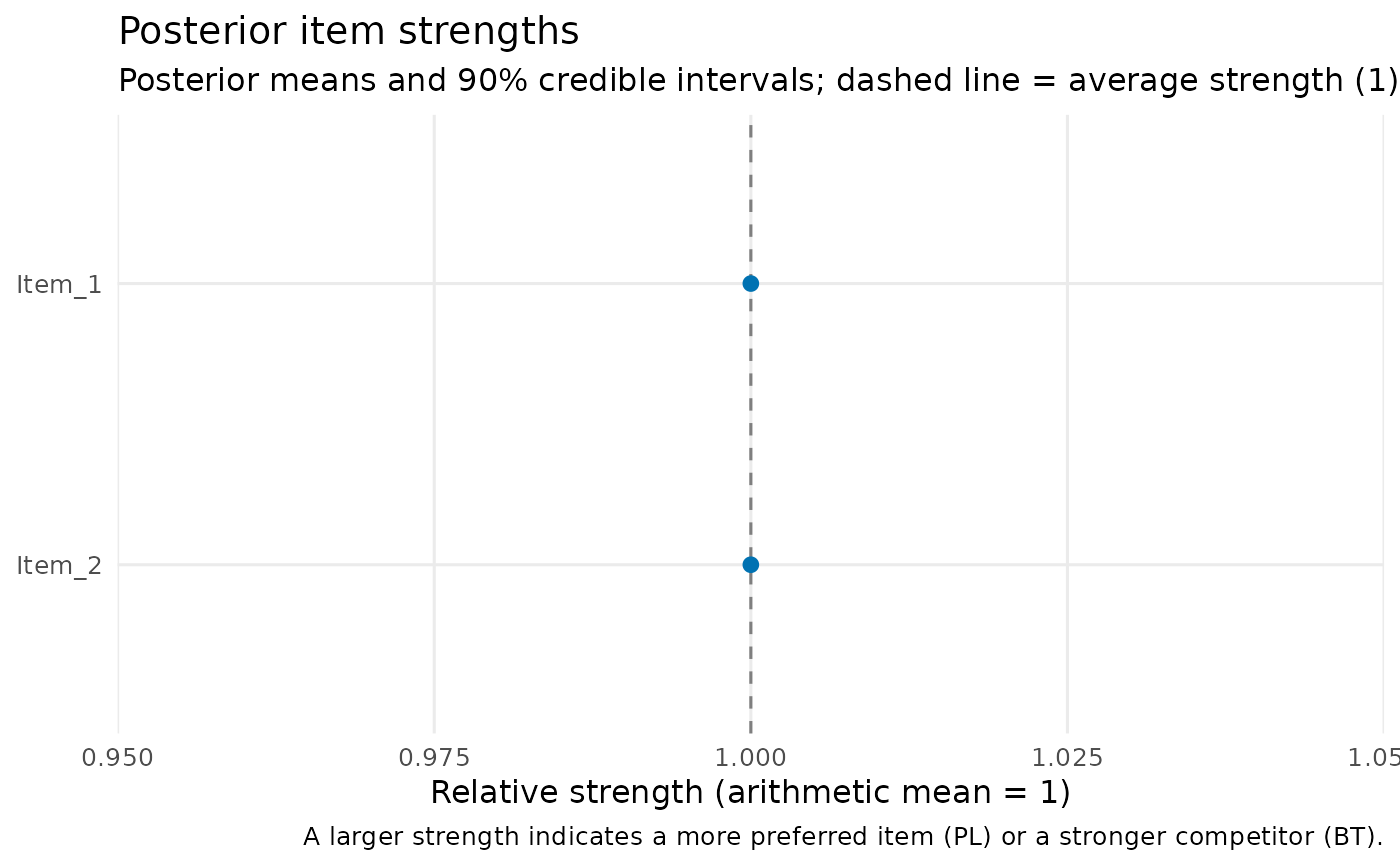 Posterior item strengths
Posterior means and 90% credible intervals; dashed line = average strength (1)
Item_1
Item_2
0.950 0.975 1.000 1.025 1.05
Relative strength (arithmetic mean = 1)
A larger strength indicates a more preferred item (PL) or a stronger competitor (BT).